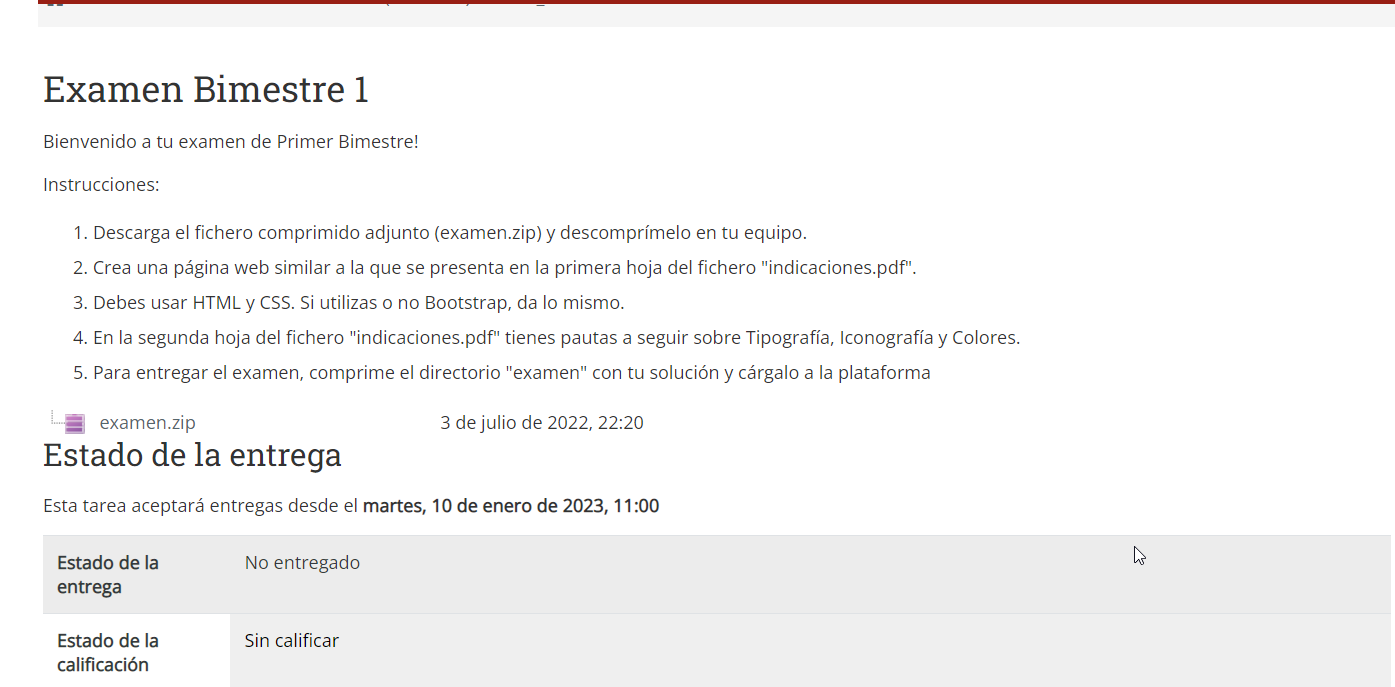 Examen Bimestre 1
Bienvenido a tu examen de Primer Bimestre!
Instrucciones:
1. Descarga el fichero comprimido adjunto (examen.zip) y descomprímelo en tu equipo.
2. Crea una página web similar a la que se presenta en la primera hoja del fichero "indicaciones.pdf".
3. Debes usar HTML y CSS. Si utilizas o no Bootstrap, da lo mismo.
4. En la segunda hoja del fichero "indicaciones.pdf" tienes pautas a seguir sobre Tipografía, Iconografía y Colores.
5. Para entregar el examen, comprime el directorio "examen" con tu solución y cárgalo a la plataforma
examen.zip 3 de julio de 2022, 22:20
Estado de la entrega
Esta tarea aceptará entregas desde el martes, 10 de enero de 2023, 11:00
Estado de la No entregado
entrega
Estado de la Sin calificar
calificación